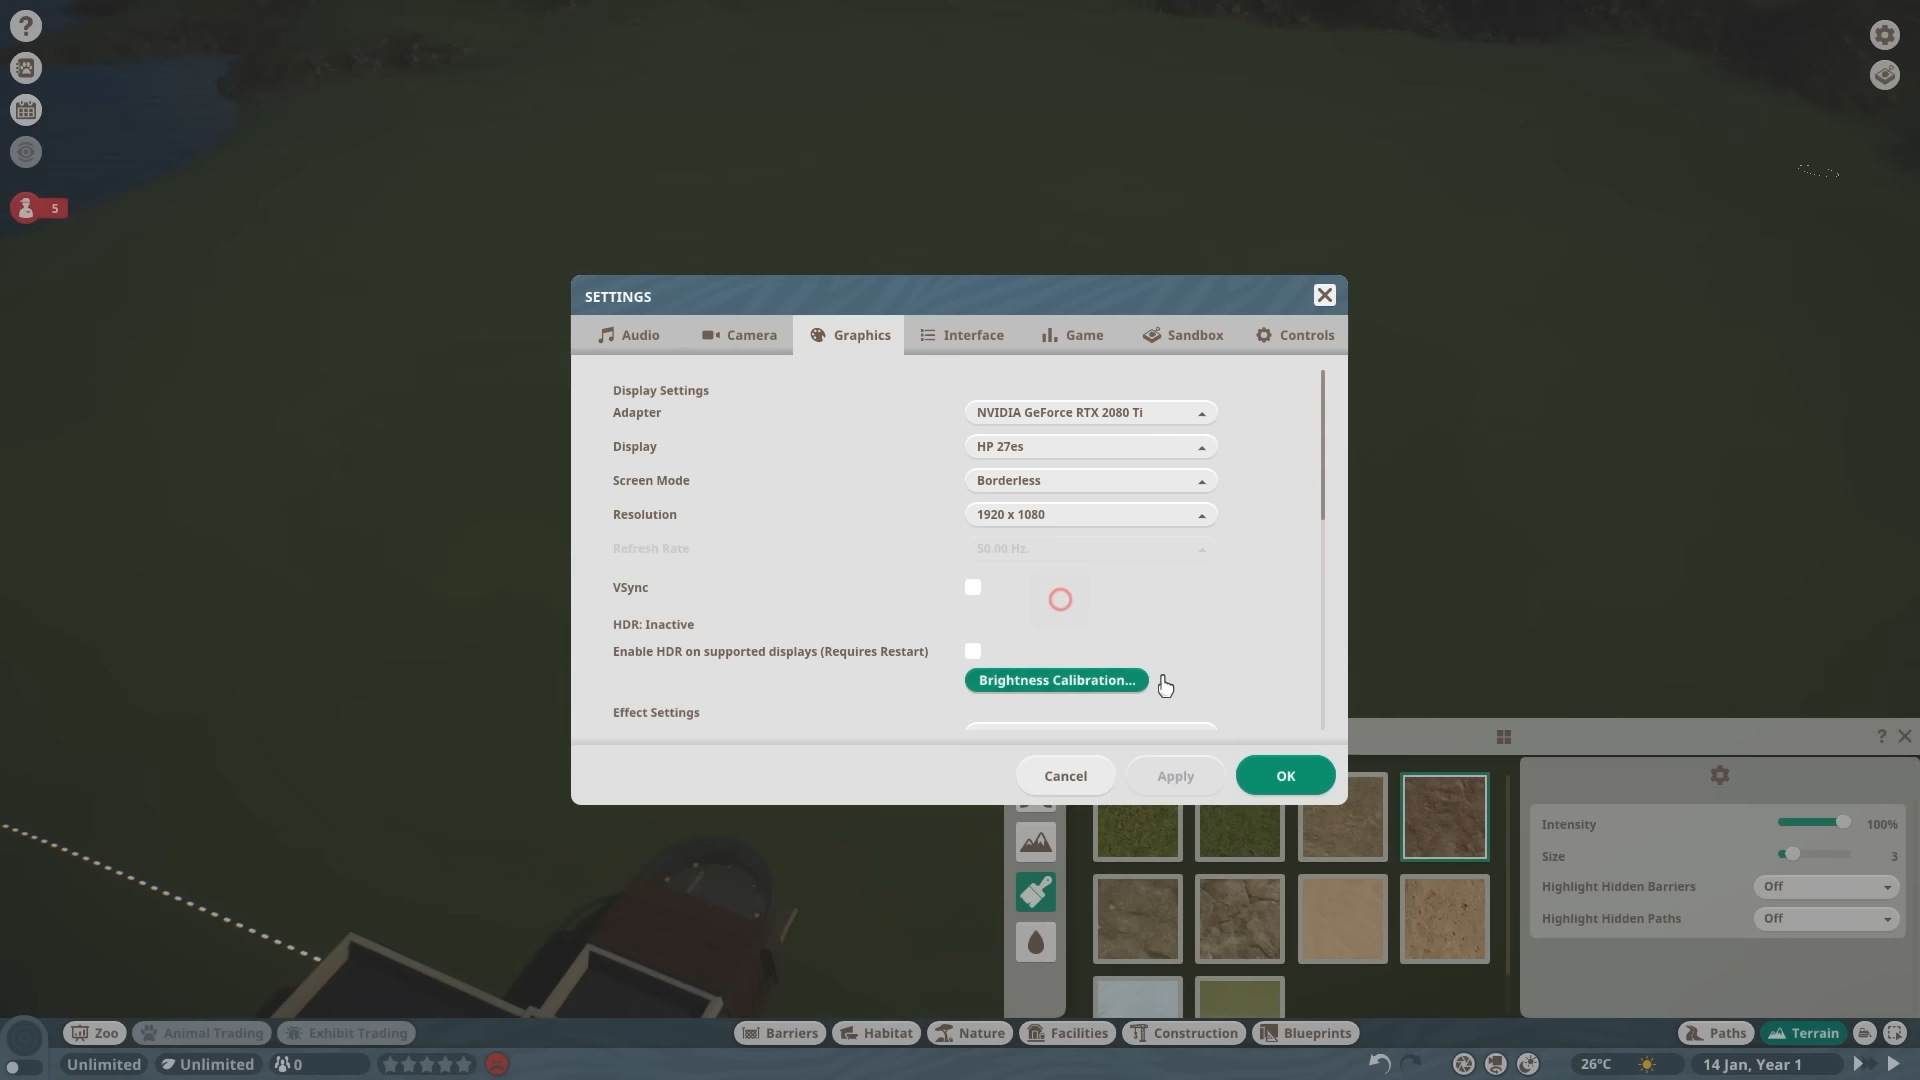 ?
5
SETTINGS
Audio Camera Graphics Interface Game Sandbox Controls
Display Settings
Adapter NVIDIA GeForce RTX 2080 Ti
Display HP 27es
Screen Mode Borderless
Resolution 1920 x 1080
Refresh Rate 50.00 Hz.
VSync
HDR: Inactive
Enable HDR on supported displays (Requires Restart)
Brightness Calibration...
Effect Settings
Cancel Apply OK
?
Intensity 100%
Size 3
Highlight Hidden Barriers Off
Highlight Hidden Paths Off
Zoo Animal Trading Exhibit Trading Barriers Habitat Nature Facilities Construction Blueprints Paths Terrain
Unlimited Unlimited 0 26°C 14 Jan, Year 1